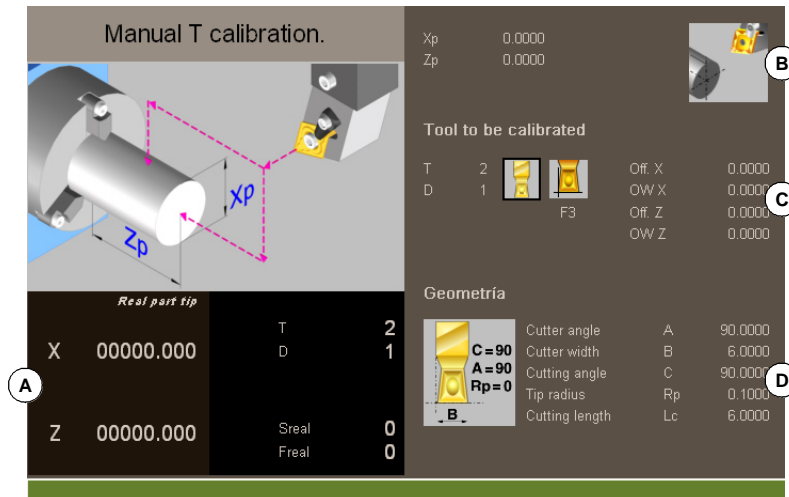 Manual T calibration.
Xp
Zp
Real part tip
X 00000.000
Z 00000.000
T 2
D 1
Sreal 0
Freal 0
A
Xp 0.0000
Zp 0.0000
B
Tool to be calibrated
T 2
D 1
F3
Off. X 0.0000
OW X 0.0000
Off. Z 0.0000
OW Z 0.0000
C
Geometría
C=90
A=90
Rp=0
B
Cutter angle A 90.0000
Cutter width B 6.0000
Cutting angle C 90.0000
Tip radius Rp 0.1000
Cutting length Lc 6.0000
D